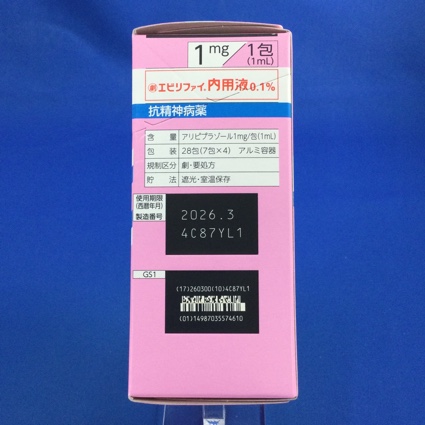 1mg/1包
(1mL)
劇 エビリファイ®内用液0.1%
抗精神病薬
含 量 アリピプラゾール1mg/包(1mL)
包 装 28包(7包×4) アルミ容器
規制区分 劇・要処方
貯 法 遮光・室温保存
使用期限
(西暦年月) 2026.3
製造番号 4C87YL1
GS1
(17)260300(10)4C87YL1
(01)14987035574610